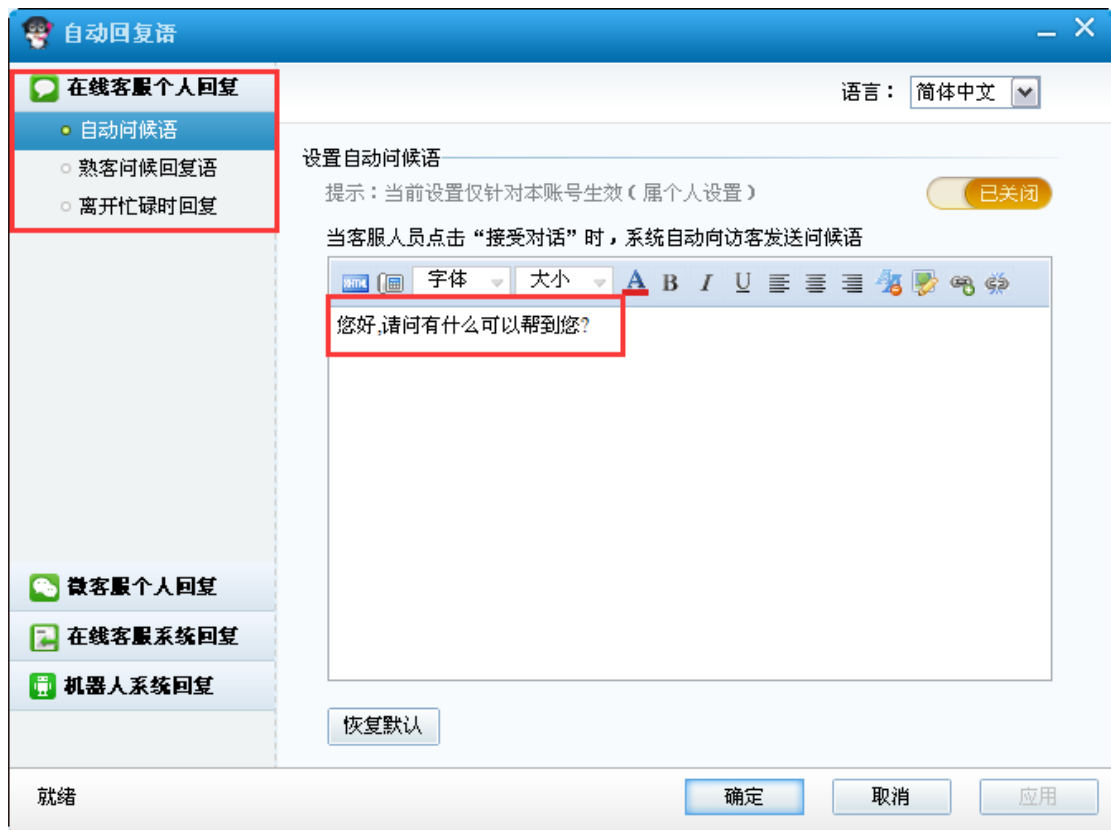 自动回复语
在线客服个人回复
自动问候语
熟客问候回复语
离开忙碌时回复
微客服个人回复
在线客服系统回复
机器人系统回复
语言： 简体中文
设置自动问候语
提示：当前设置仅针对本账号生效（属个人设置）
已关闭
当客服人员点击“接受对话”时，系统自动向访客发送问候语
字体 大小 A B I U
您好,请问有什么可以帮到您?
恢复默认
就绪
确定 取消 应用